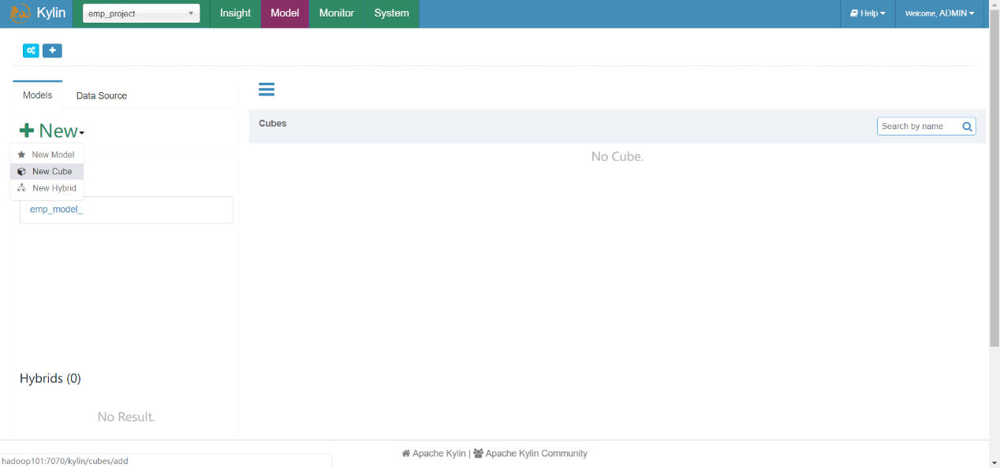 Kylin
emp_project
Insight
Model
Monitor
System
Help
Welcome, ADMIN
Models
Data Source
New
New Model
New Cube
New Hybrid
emp_model_
Hybrids (0)
No Result.
Cubes
Search by name
No Cube.
Apache Kylin | Apache Kylin Community
hadoop101:7070/kylin/cubes/add